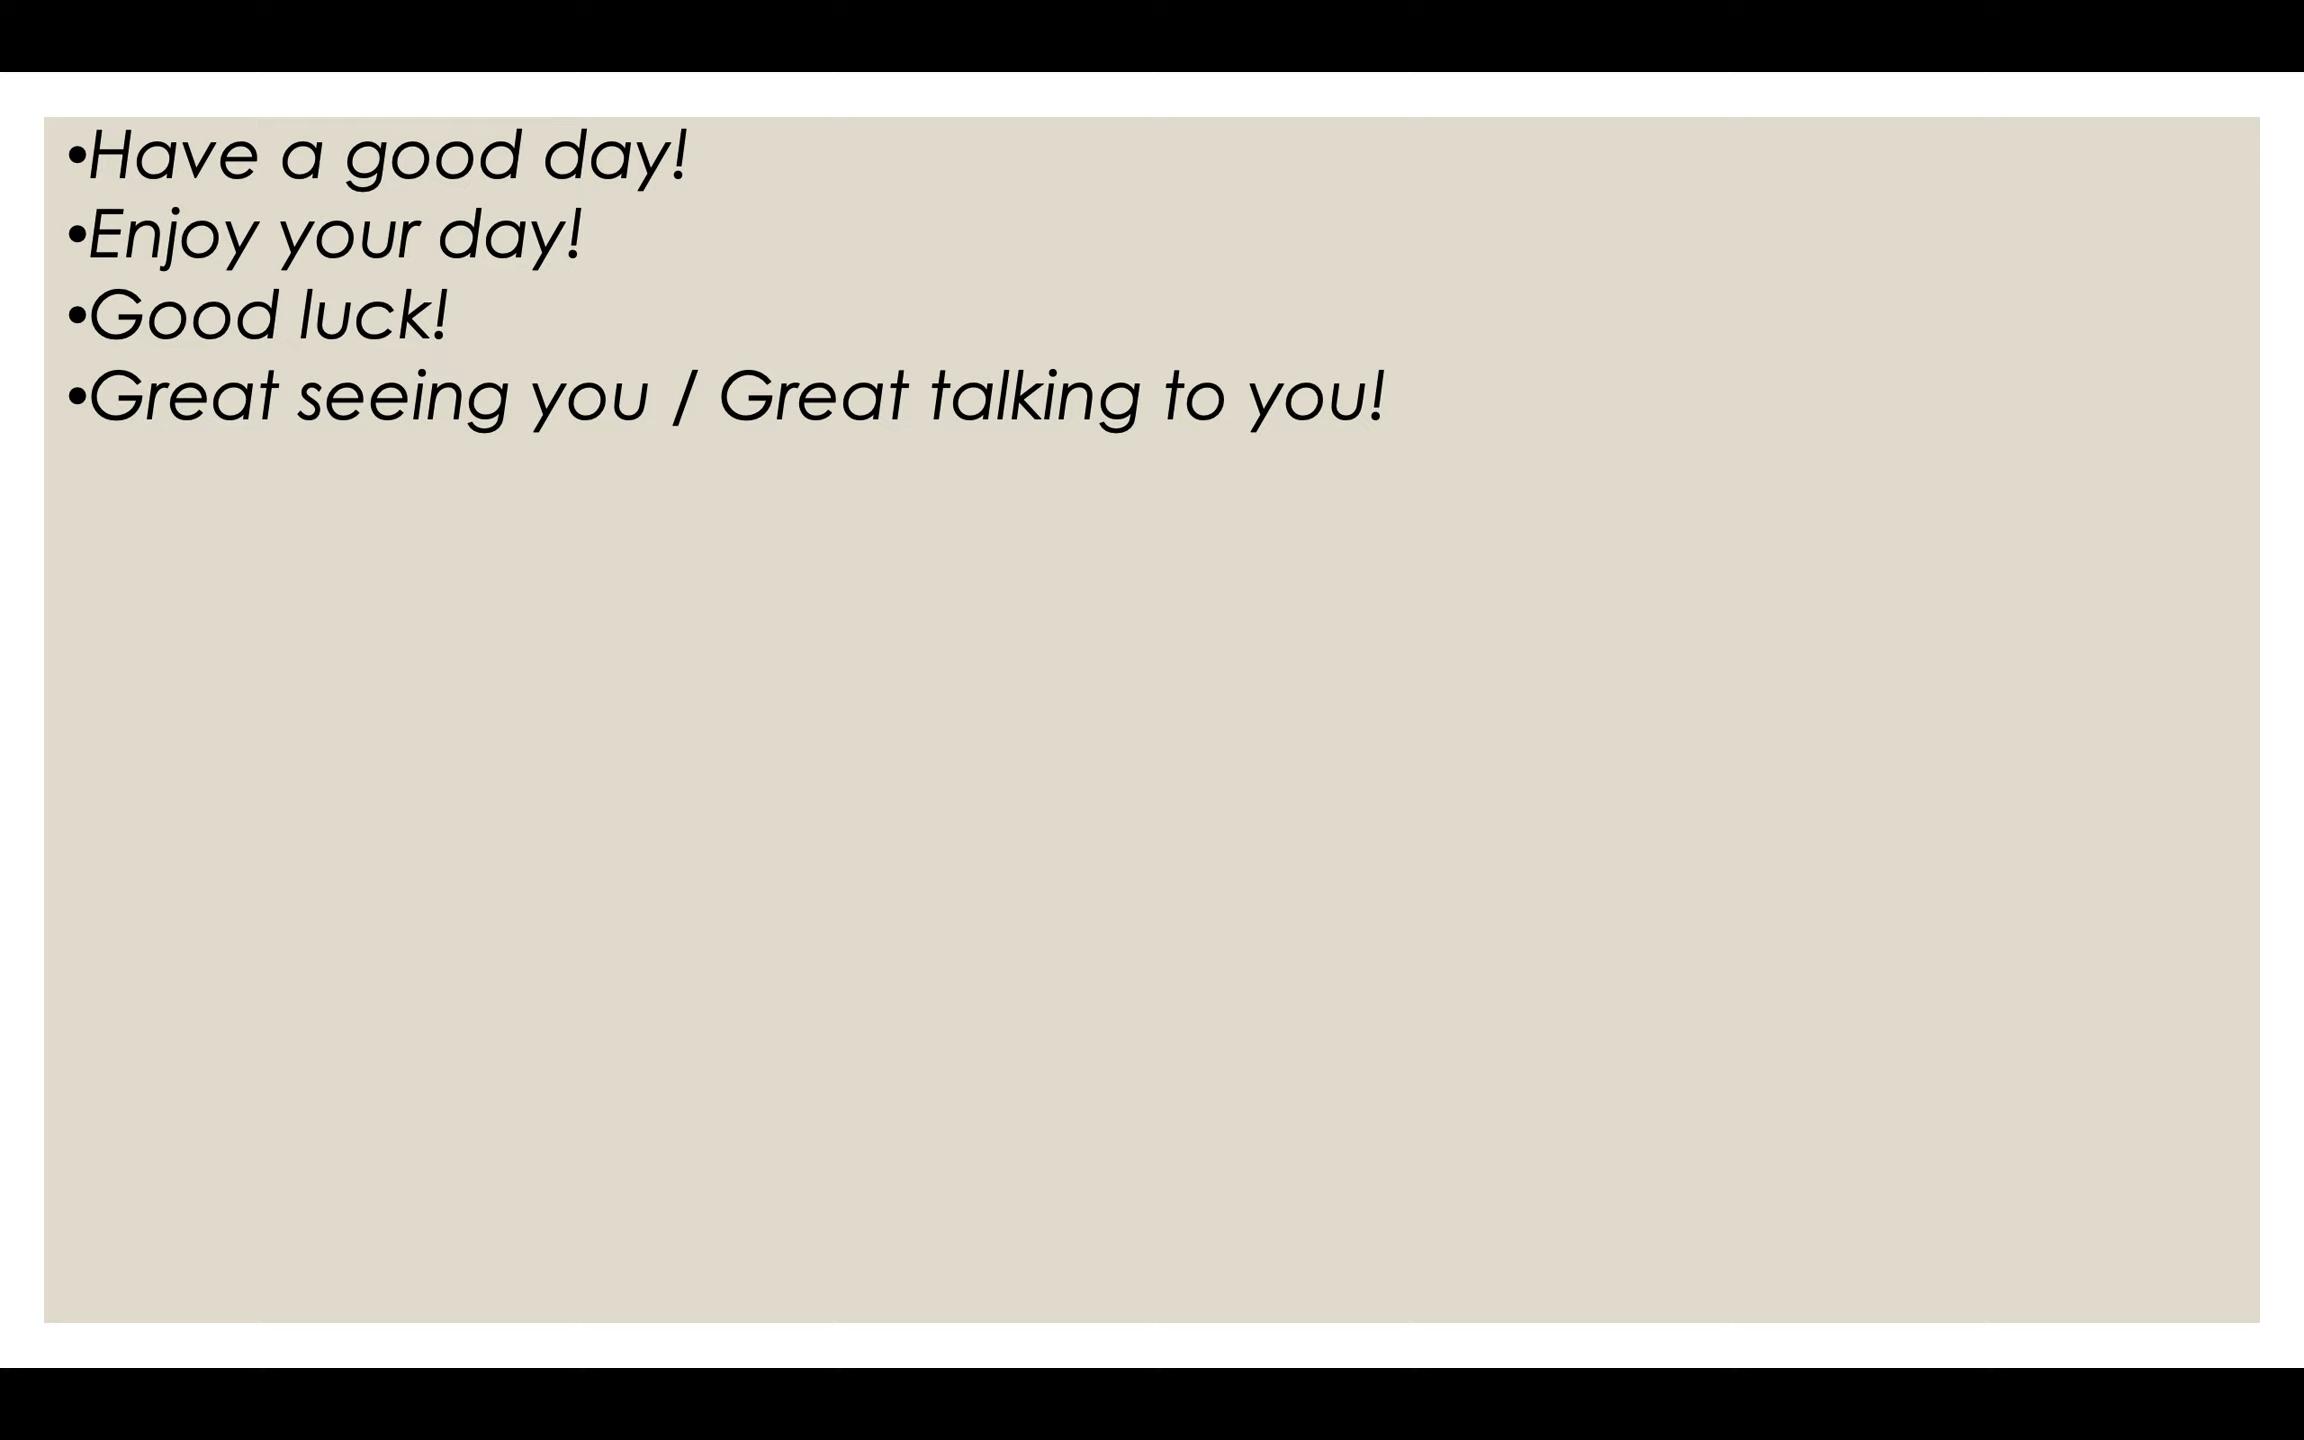 •Have a good day!
•Enjoy your day!
•Good luck!
•Great seeing you / Great talking to you!